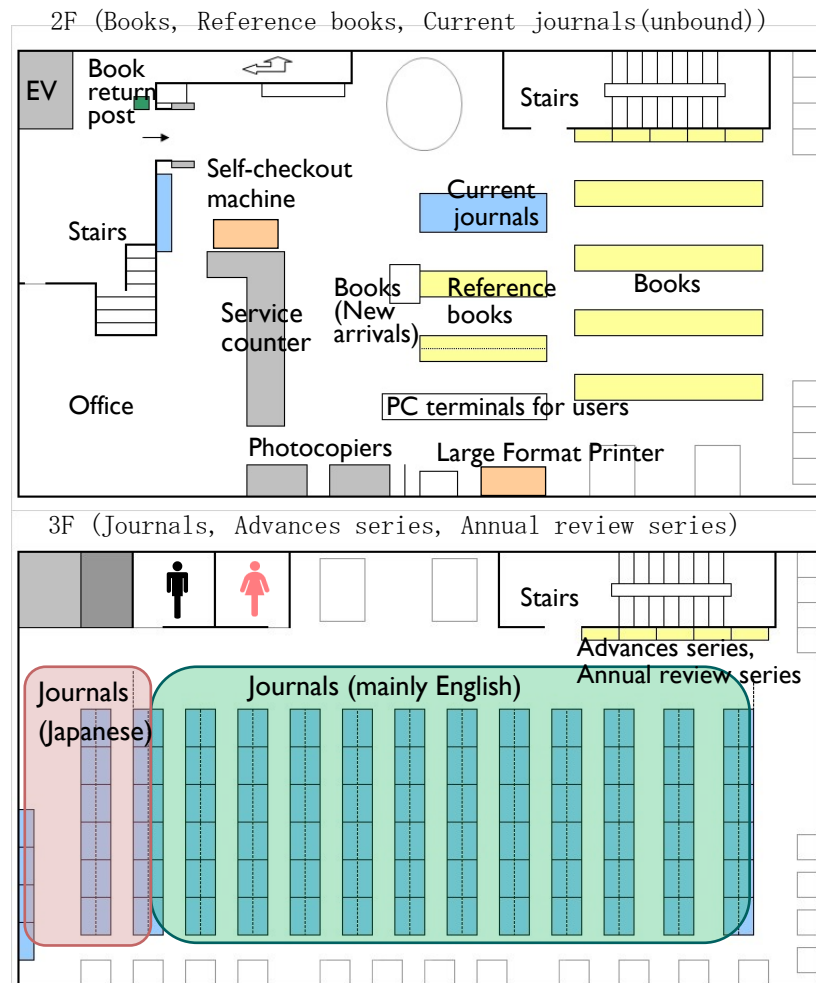 2F (Books, Reference books, Current journals(unbound))
EV
Book
return
post
Stairs
Self-checkout
machine
Current
journals
Stairs
Books
(New
arrivals)
Reference
books
Books
Service
counter
Office
PC terminals for users
Photocopiers
Large Format Printer
3F (Journals, Advances series, Annual review series)
Stairs
Advances series,
Annual review series
Journals
(Japanese)
Journals (mainly English)